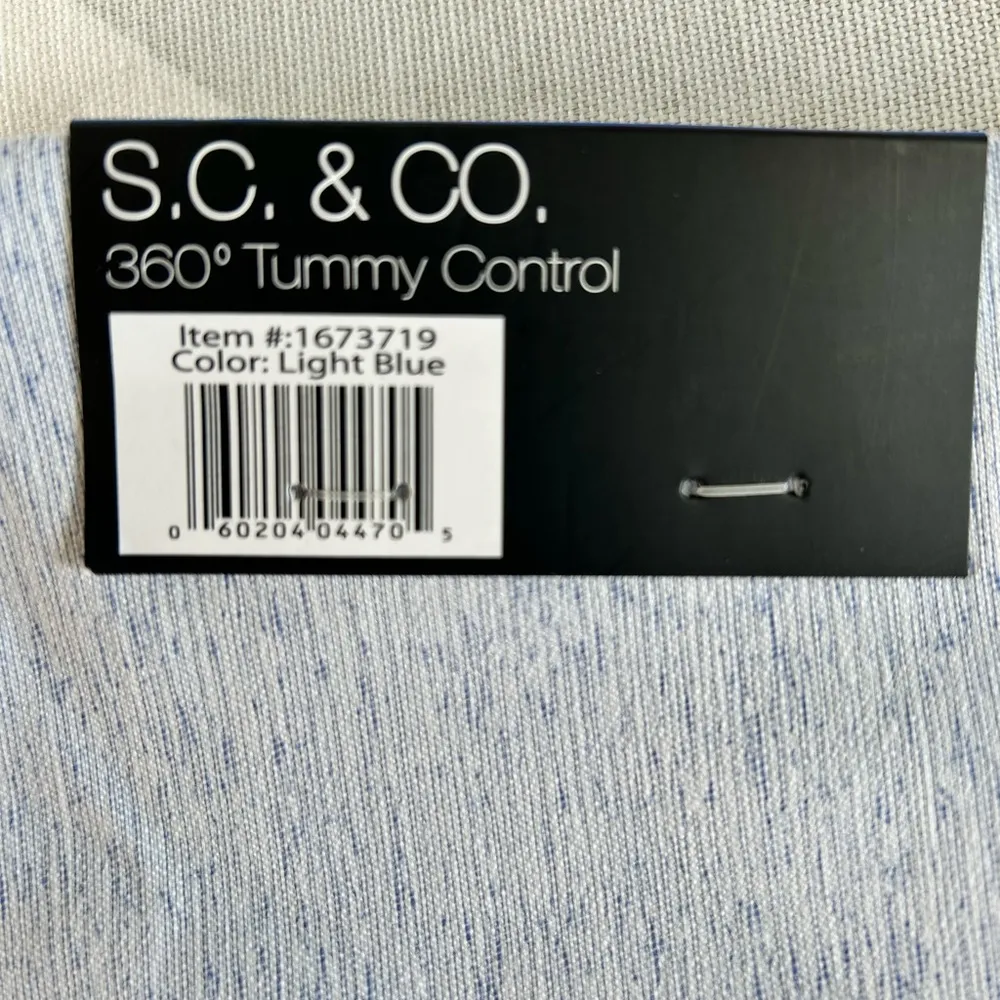 S.C. & CO.
360° Tummy Control
Item #:1673719
Color: Light Blue
0 60204 04470 5